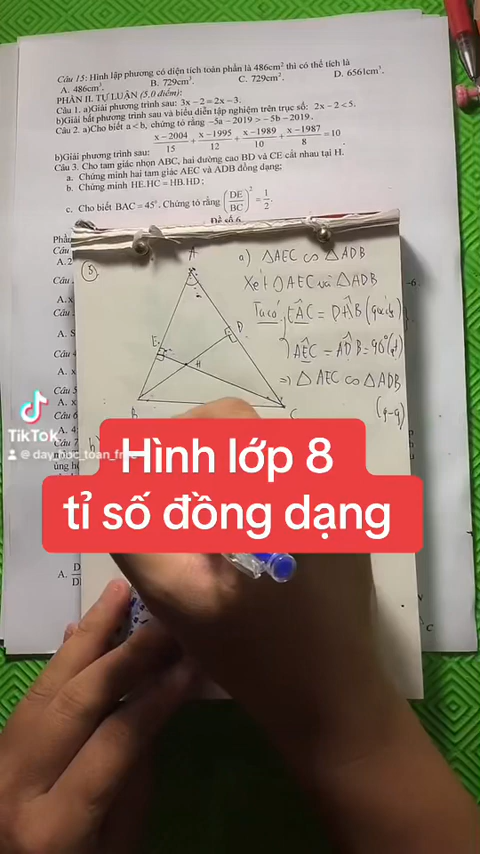 Câu 15: Hình lập phương có diện tích toàn phần là 486cm² thì có thể tích là
A. 486cm³. B. 729cm³. C. 729cm². D. 6561cm³.
PHẦN II. TỰ LUẬN (5,0 điểm):
Câu 1. a)Giải phương trình sau: 3x − 2 = 2x − 3.
b)Giải bất phương trình sau và biểu diễn tập nghiệm trên trục số: 2x − 2 < 5.
Câu 2. a)Cho biết a < b, chứng tỏ rằng −5a − 2019 > −5b − 2019.
b)Giải phương trình sau: x−2004/15 + x−1995/12 + x−1989/10 + x−1987/8 = 10
Câu 3. Cho tam giác nhọn ABC, hai đường cao BD và CE cắt nhau tại H.
a. Chứng minh hai tam giác AEC và ADB đồng dạng;
b. Chứng minh HE.HC = HB.HD;
c. Cho biết BAC = 45°. Chứng tỏ rằng (DE/BC)² = 1/2.
Đề số 6
3
A
E
D
H
B
C
a) △AEC ∽ △ADB
Xét △AEC và △ADB
Ta có: EÂC = DÂB
AÊC = AD̂B = 90° (gt)
⇒ △AEC ∽ △ADB
(g-g)
b)
TikTok
@day_hoc_toan_free
Hình lớp 8
tỉ số đồng dạng